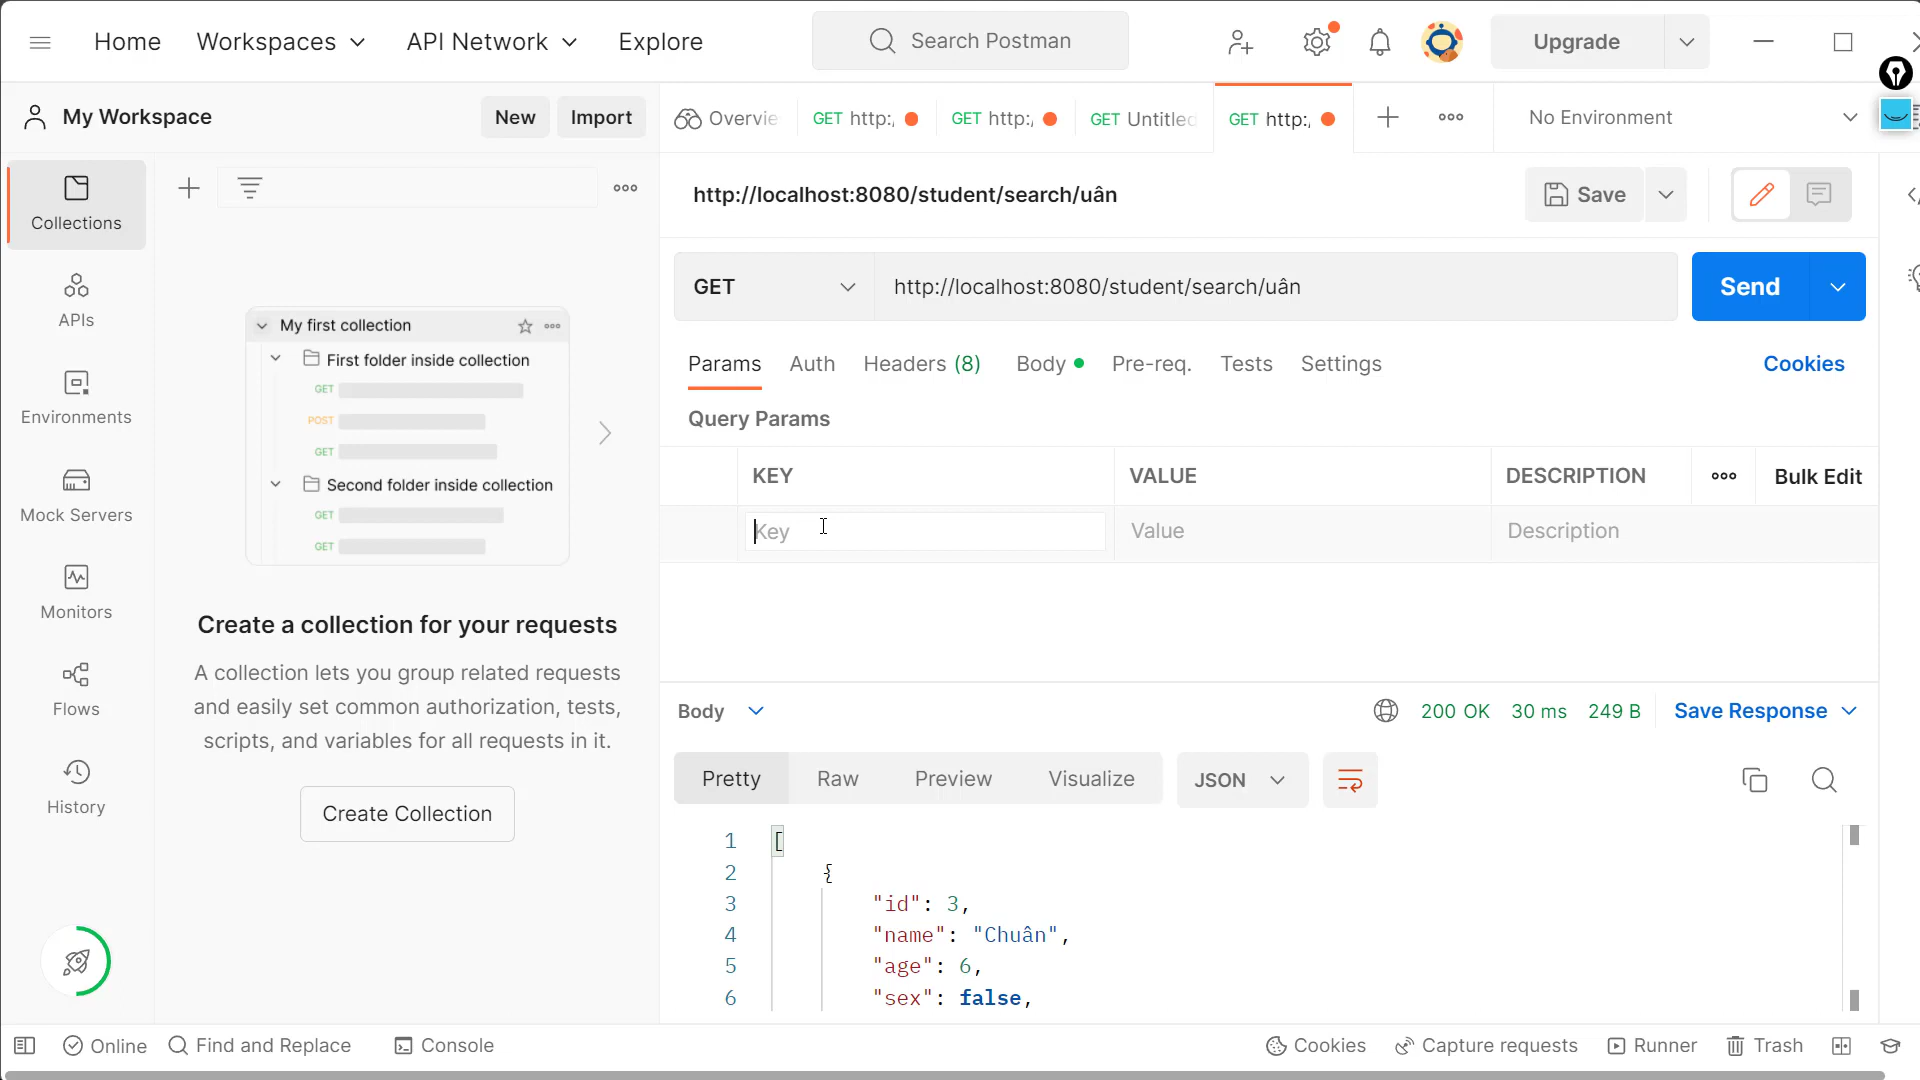 Home Workspaces API Network Explore Search Postman Upgrade
My Workspace New Import
Overvie GET http:/ GET http:/ GET Untitled GET http:/ No Environment
Collections
APIs
Environments
Mock Servers
Monitors
Flows
History
My first collection
First folder inside collection
GET
POST
GET
Second folder inside collection
GET
GET
Create a collection for your requests
A collection lets you group related requests
and easily set common authorization, tests,
scripts, and variables for all requests in it.
Create Collection
http://localhost:8080/student/search/uân Save
GET http://localhost:8080/student/search/uân Send
Params Auth Headers (8) Body Pre-req. Tests Settings Cookies
Query Params
KEY VALUE DESCRIPTION Bulk Edit
Key Value Description
Body 200 OK 30 ms 249 B Save Response
Pretty Raw Preview Visualize JSON
1 [
2 {
3 "id": 3,
4 "name": "Chuân",
5 "age": 6,
6 "sex": false,
Online Find and Replace Console Cookies Capture requests Runner Trash